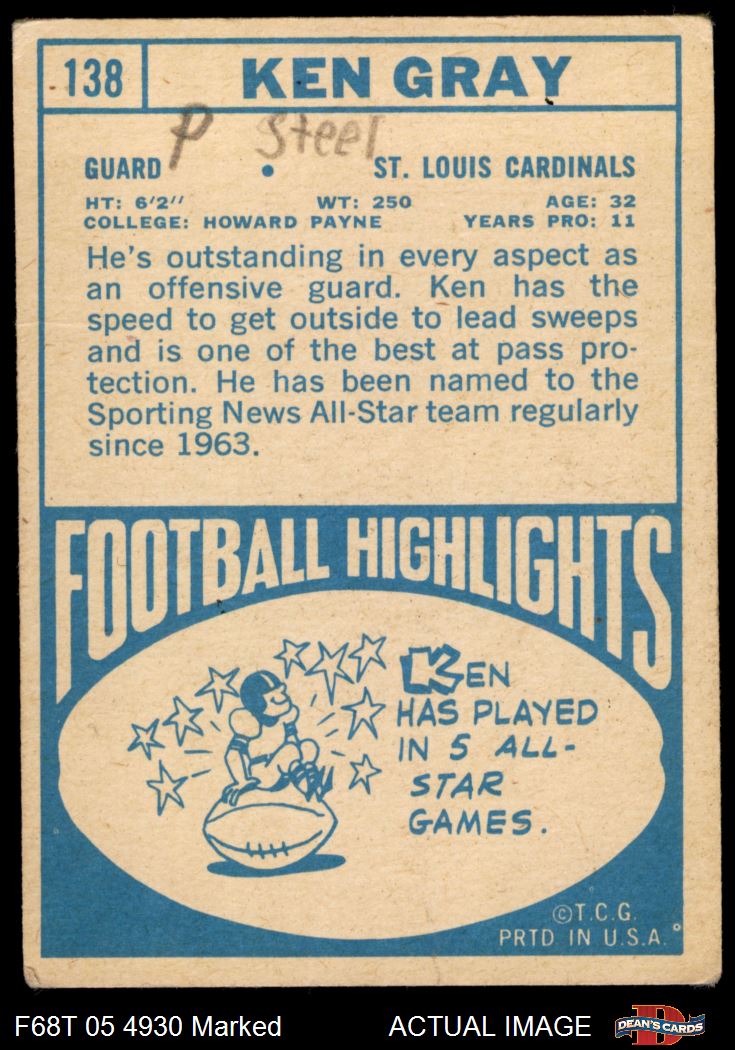 138 KEN GRAY
P Steel
GUARD • ST. LOUIS CARDINALS
HT: 6'2'' WT: 250 AGE: 32
COLLEGE: HOWARD PAYNE YEARS PRO: 11
He's outstanding in every aspect as
an offensive guard. Ken has the
speed to get outside to lead sweeps
and is one of the best at pass pro-
tection. He has been named to the
Sporting News All-Star team regularly
since 1963.
FOOTBALL HIGHLIGHTS
KEN
HAS PLAYED
IN 5 ALL-
STAR
GAMES.
©T.C.G.
PRTD IN U.S.A.
F68T 05 4930 Marked ACTUAL IMAGE DEAN'S CARDS